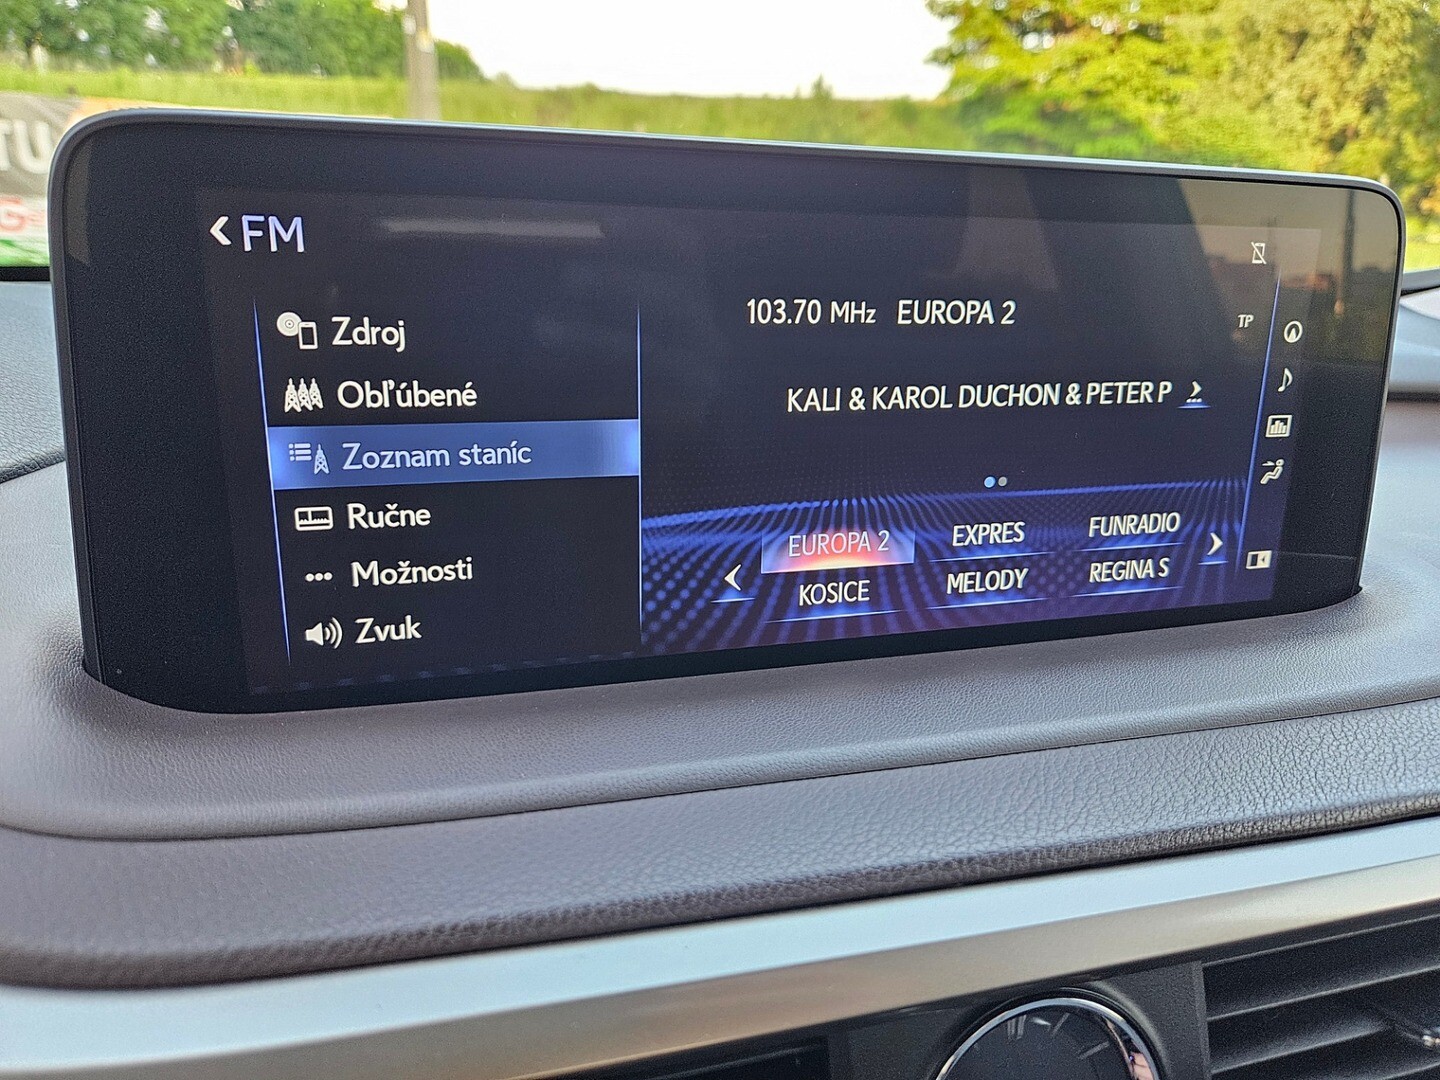 FM
Zdroj
Obľúbené
Zoznam staníc
Ručne
Možnosti
Zvuk
103.70 MHz EUROPA 2
TP
KALI & KAROL DUCHON & PETER P
EUROPA 2 EXPRES FUNRADIO
KOSICE MELODY REGINA S